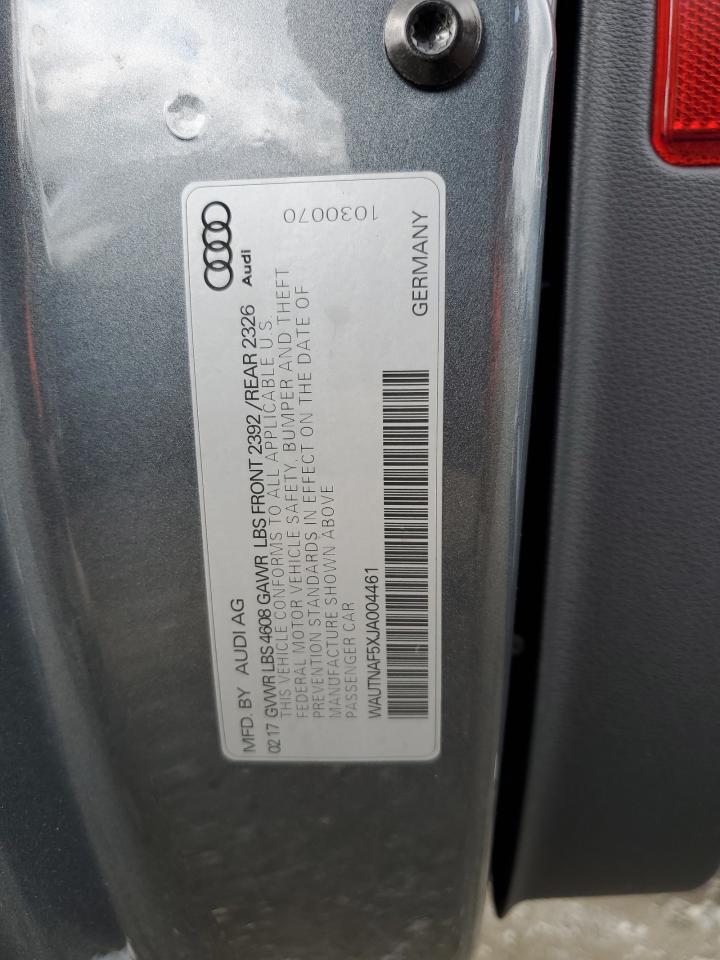 MFD. BY AUDI AG
Audi
0217 GVWR LBS 4608 GAWR LBS FRONT 2392/REAR 2326
THIS VEHICLE CONFORMS TO ALL APPLICABLE U.S.
FEDERAL MOTOR VEHICLE SAFETY, BUMPER AND THEFT
PREVENTION STANDARDS IN EFFECT ON THE DATE OF
MANUFACTURE SHOWN ABOVE
PASSENGER CAR
1030070
WAUTNAF5XJA004461
GERMANY